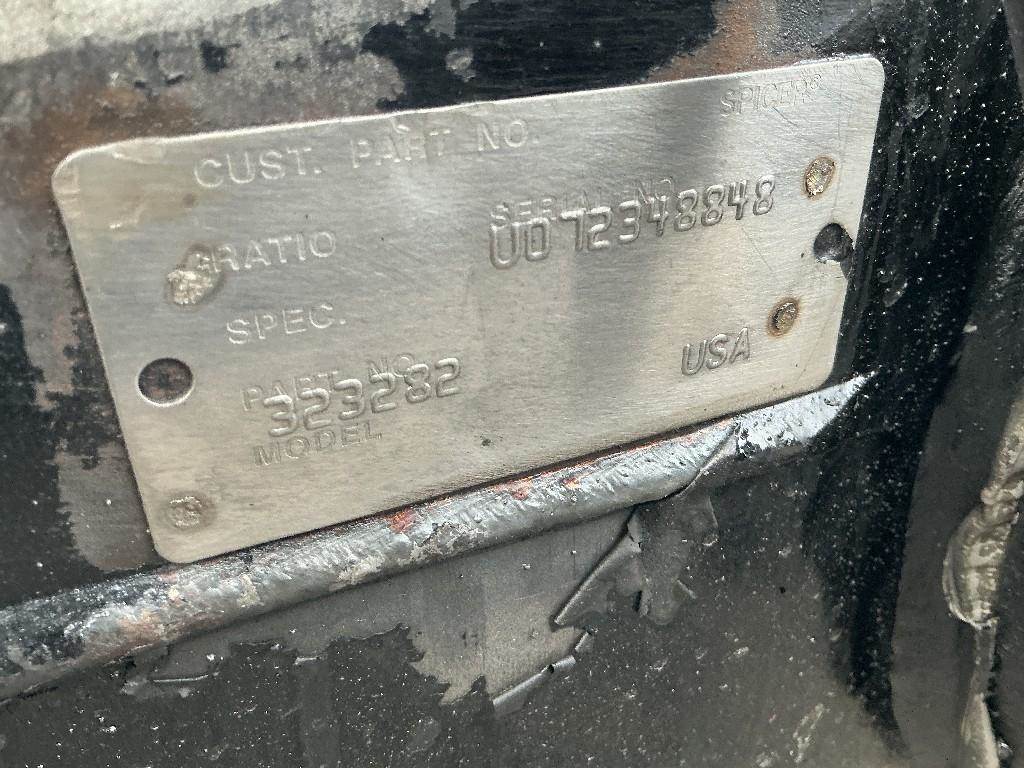 SPICER®
CUST. PART NO.
SERIAL NO.
U072348848
RATIO
SPEC.
PART NO.
323282
USA
MODEL